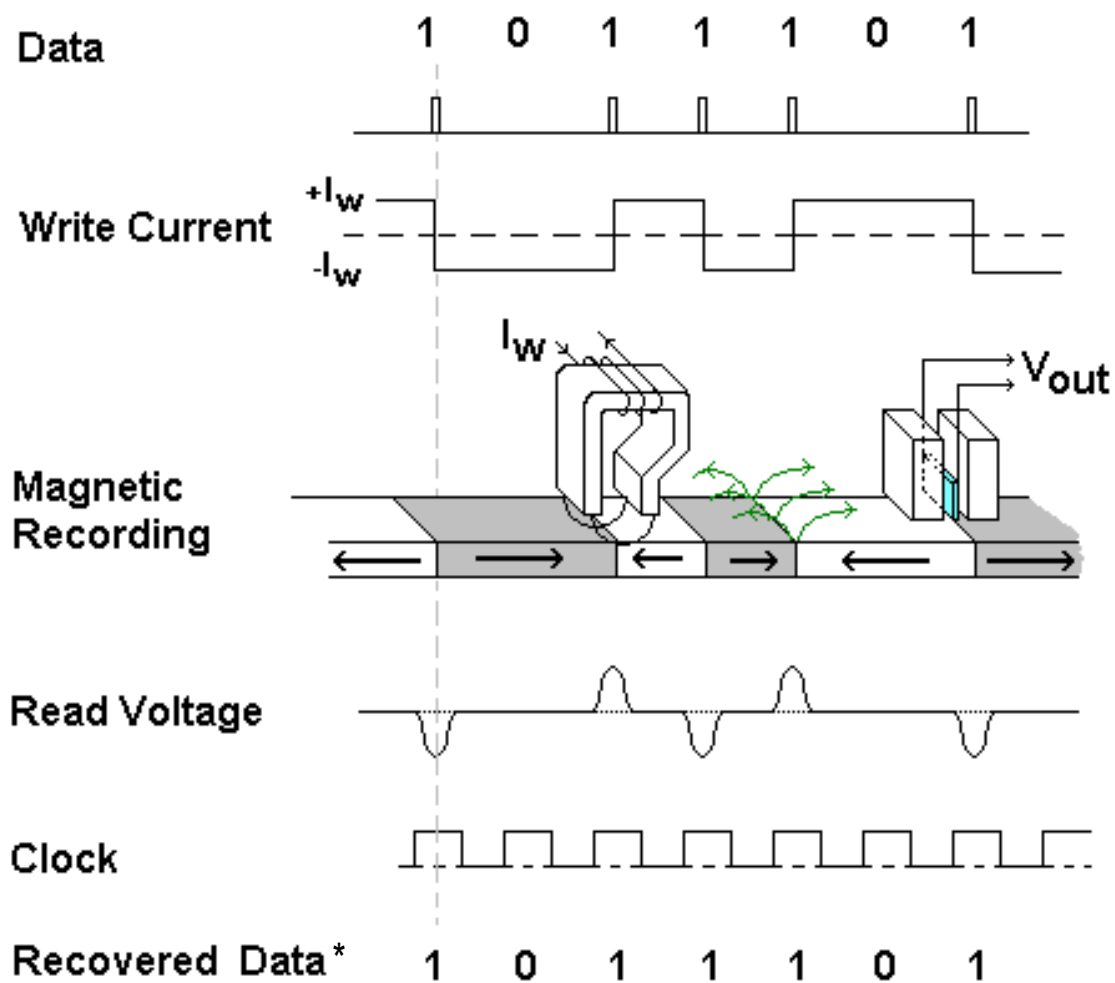 Data 1 0 1 1 1 0 1
+Iw
Write Current
-Iw
Iw
Vout
Magnetic
Recording
Read Voltage
Clock
Recovered Data* 1 0 1 1 1 0 1